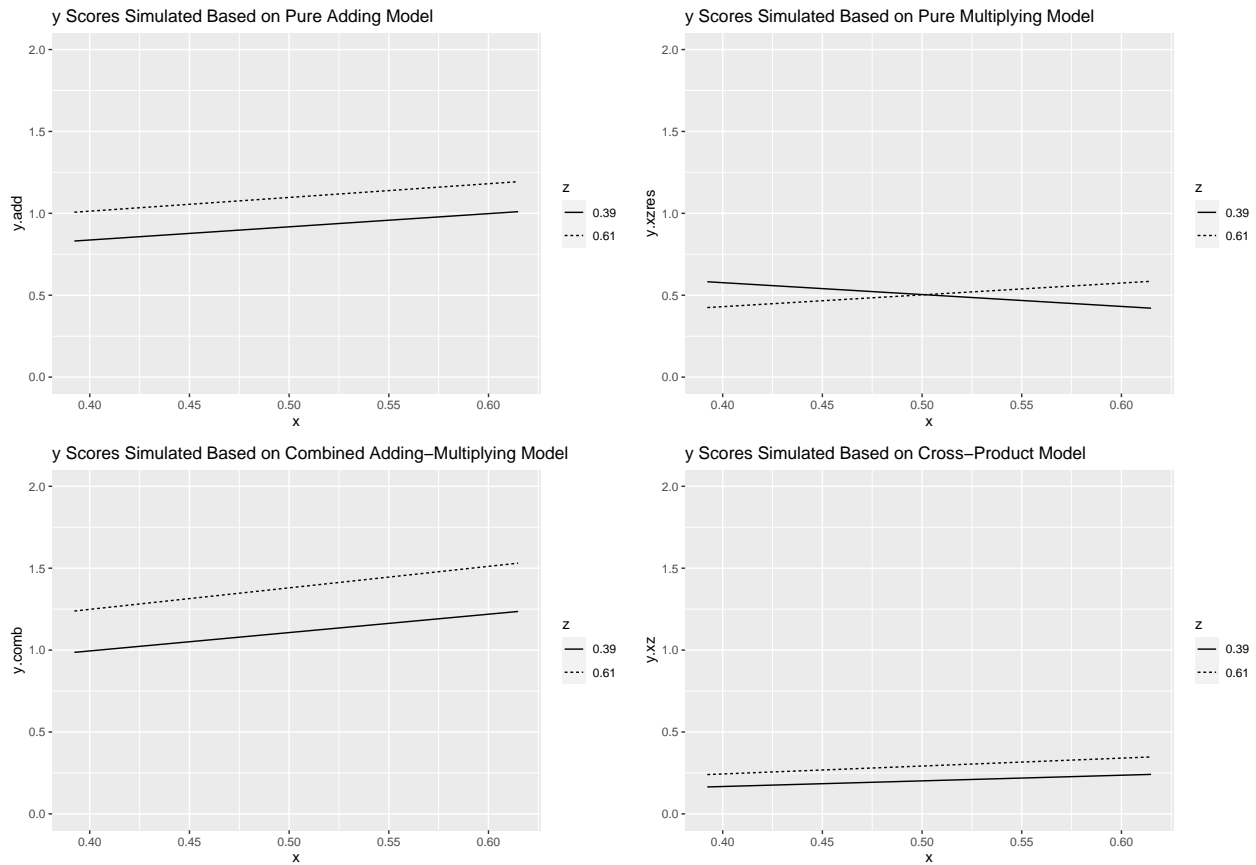 y Scores Simulated Based on Pure Adding Model
2.0
1.5
1.0
0.5
0.0
y.add
0.40 0.45 0.50 0.55 0.60
x
z
0.39
0.61
y Scores Simulated Based on Pure Multiplying Model
2.0
1.5
1.0
0.5
0.0
y.xzres
0.40 0.45 0.50 0.55 0.60
x
z
0.39
0.61
y Scores Simulated Based on Combined Adding−Multiplying Model
2.0
1.5
1.0
0.5
0.0
y.comb
0.40 0.45 0.50 0.55 0.60
x
z
0.39
0.61
y Scores Simulated Based on Cross−Product Model
2.0
1.5
1.0
0.5
0.0
y.xz
0.40 0.45 0.50 0.55 0.60
x
z
0.39
0.61